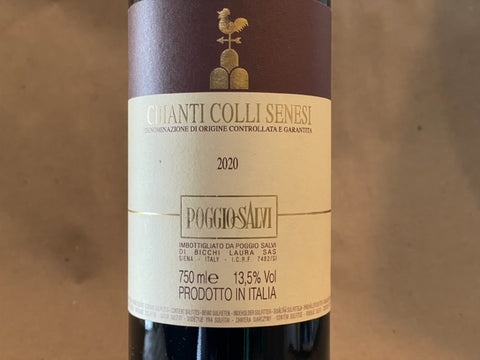 CHIANTI COLLI SENESI
DENOMINAZIONE DI ORIGINE CONTROLLATA E GARANTITA
2020
POGGIO SALVI
IMBOTTIGLIATO DA POGGIO SALVI
DI BICCHI LAURA SAS
SIENA - ITALY - I.C.R.F. 7492/SI
750 ml e 13,5% Vol
PRODOTTO IN ITALIA